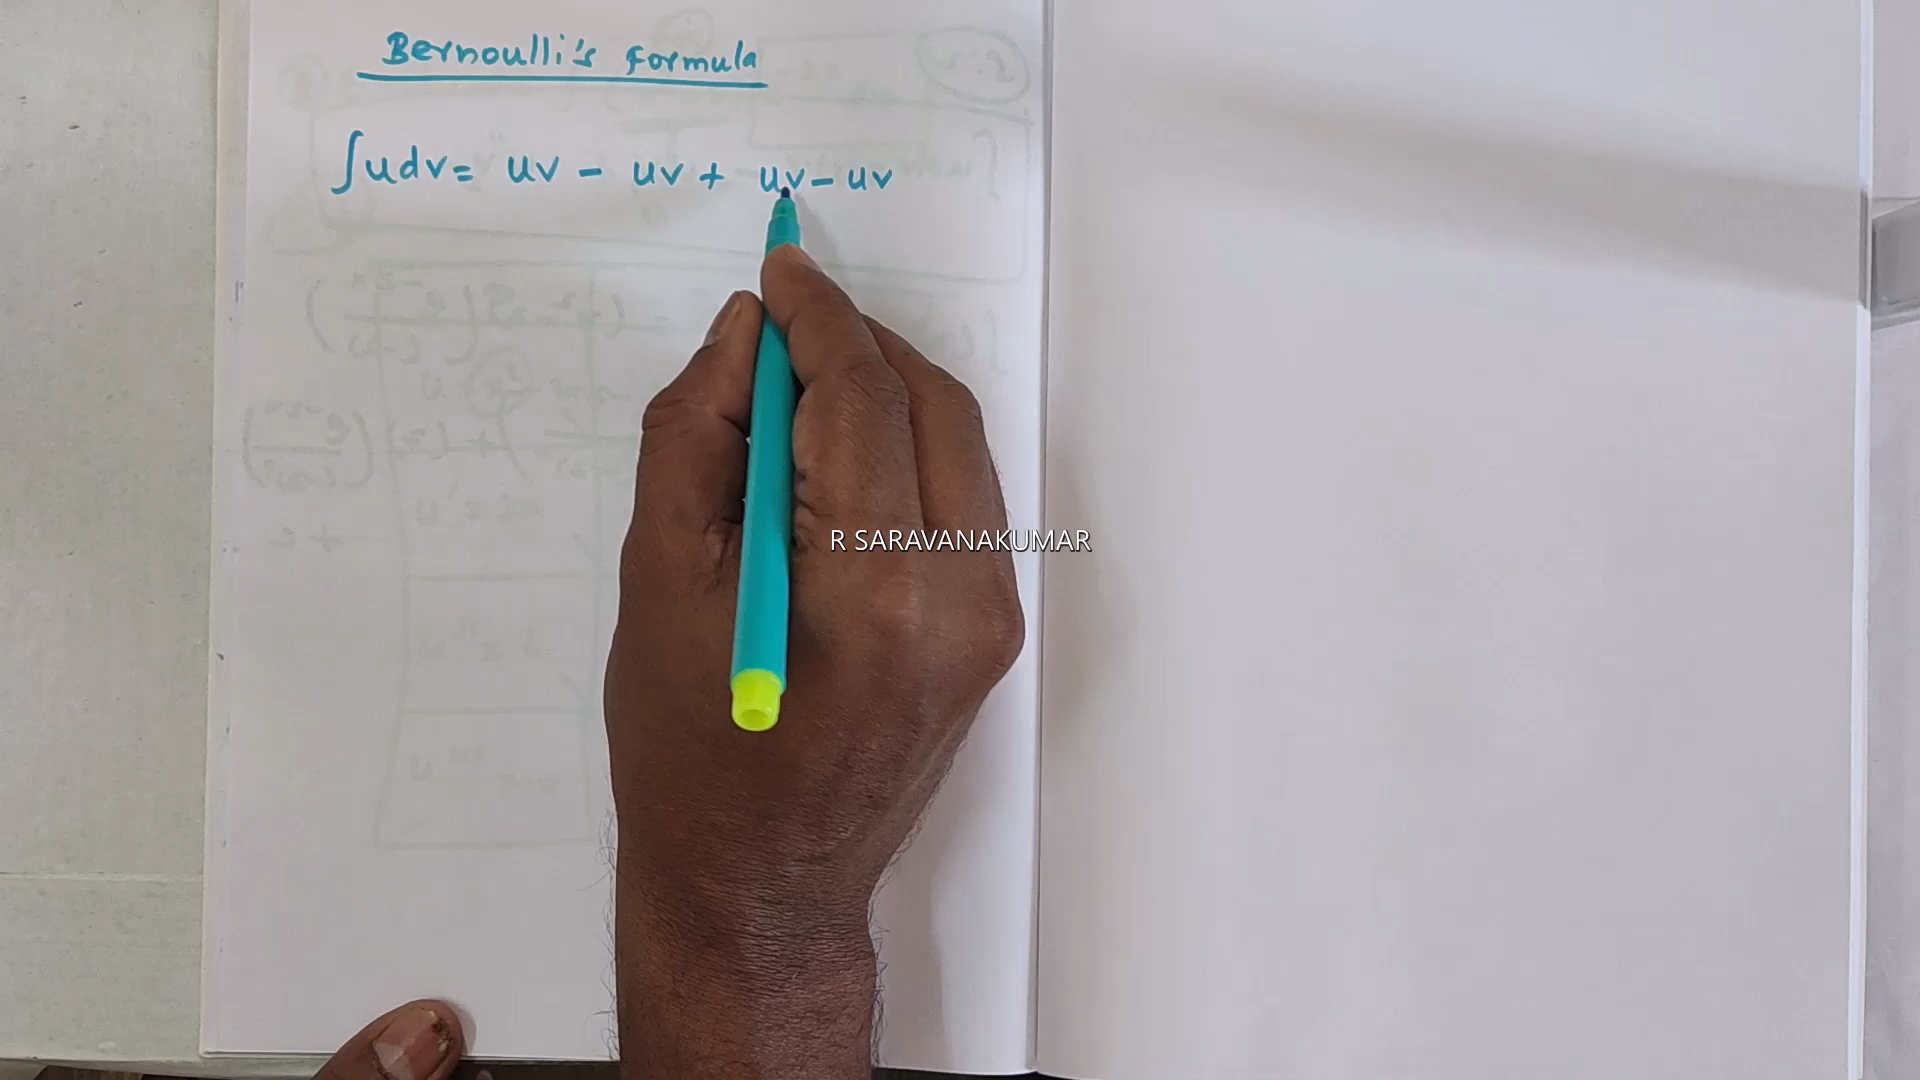 Bernoulli's Formula
∫udv = uv - uv + uv - uv
R SARAVANAKUMAR